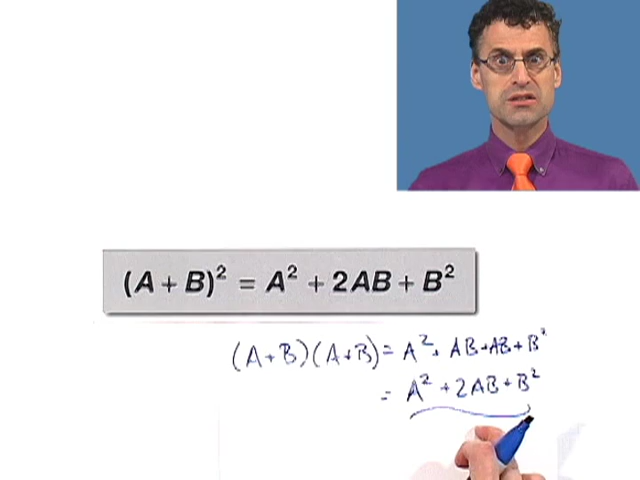 (A + B)² = A² + 2AB + B²
(A+B)(A+B) = A² + AB+AB+B²
= A² + 2AB+B²